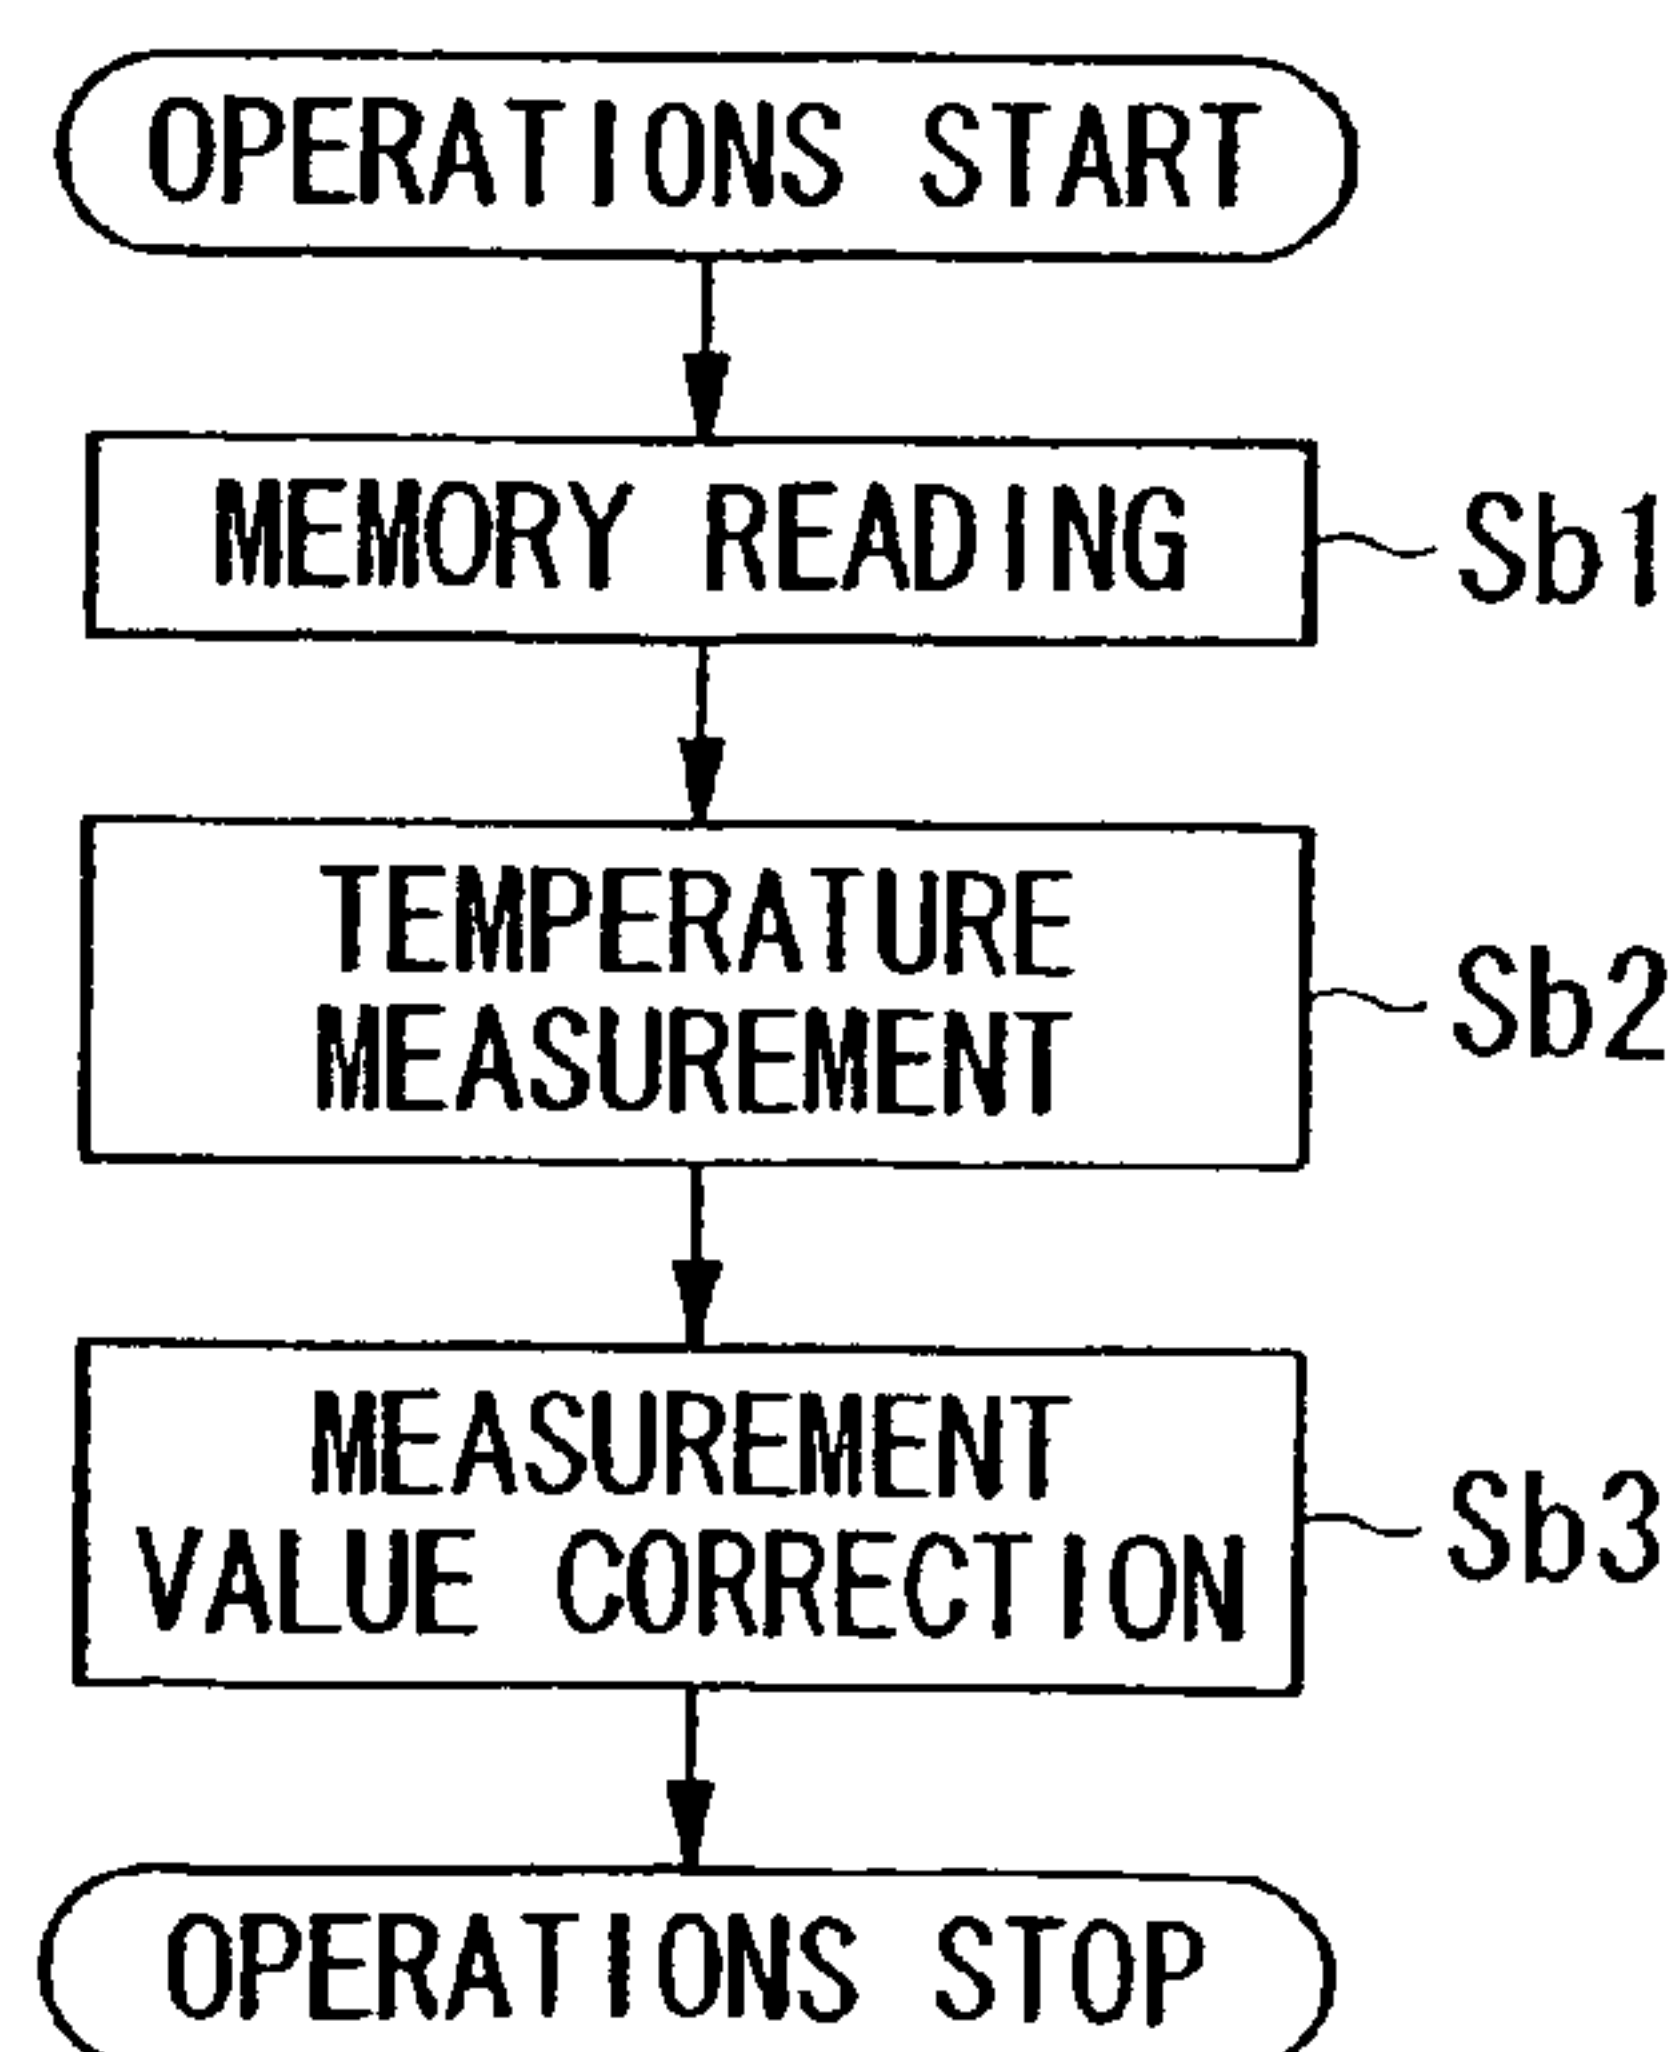 OPERATIONS START
MEMORY READING
Sb1
TEMPERATURE
MEASUREMENT
Sb2
MEASUREMENT
VALUE CORRECTION
Sb3
OPERATIONS STOP